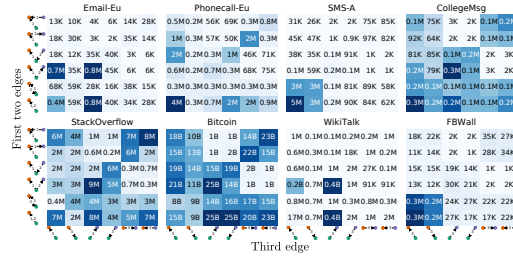 Email-Eu Phonecall-Eu SMS-A CollegeMsg
13K 10K 4K 6K 14K 28K 0.5M 0.2M 56K 69K 0.3M 0.8M 31K 26K 2K 2K 75K 85K 0.1M 75K 3K 2K 0.1M 0.2M
18K 30K 3K 2K 35K 14K 0.3M 1M 57K 50K 2M 0.3M 45K 47K 1K 0.9K 97K 82K 92K 64K 2K 2K 0.1M 0.1M
18K 12K 35K 40K 3K 6K 2M 0.2M 0.3M 1M 46K 71K 38K 35K 0.1M 91K 1K 2K 81K 85K 0.1M 0.2M 2K 3K
0.7M 35K 0.8M 45K 6K 6K 0.6M 0.2M 0.7M 0.3M 68K 75K 0.1M 59K 0.2M 0.1M 1K 1K 0.2M 79K 0.3M 0.1M 3K 2K
68K 59K 28K 16K 38K 15K 0.3M 0.3M 0.2M 0.2M 0.3M 0.2M 3M 3M 0.1M 81K 89K 58K 0.2M 0.2M 0.1M 81K 0.1M 0.1M
0.4M 59K 0.8M 40K 34K 28K 4M 0.3M 0.7M 2M 2M 0.9M 5M 3M 0.2M 90K 84K 62K 0.3M 0.2M 0.2M 0.1M 0.2M 0.1M
StackOverflow Bitcoin WikiTalk FBWall
6M 4M 1M 1M 7M 8M 18B 10B 1B 1B 14B 23B 1M 0.1M 0.1M 0.2M 0.2M 1M 18K 22K 2K 2K 35K 27K
2M 2M 0.6M 0.2M 6M 2M 15B 13B 1B 2B 22B 15B 11K 14K 2K 1K 28K 34K
2M 2M 2M 6M 0.3M 0.7M 19B 14B 15B 19B 2B 1B 0.6M 0.1M 1M 2M 27K 0.1M 15K 15K 19K 14K 1K 1K
3M 3M 9M 5M 0.7M 0.3M 21B 11B 25B 14B 1B 1B 0.2B 0.7M 0.4B 1M 91K 91K 13K 12K 30K 21K 2K 2K
0.4M 4M 4M 3M 3M 3M 8B 9B 14B 16B 17B 15B 0.8M 0.7M 1M 0.3M 0.8M 0.3M 0.3M 0.2M 24K 27K 22K 22K
7M 2M 8M 4M 5M 7M 15B 9B 25B 25B 20B 23B 17M 0.7M 0.4B 2M 1M 2M 0.3M 0.2M 27K 17K 17K 22K
First two edges
Third edge